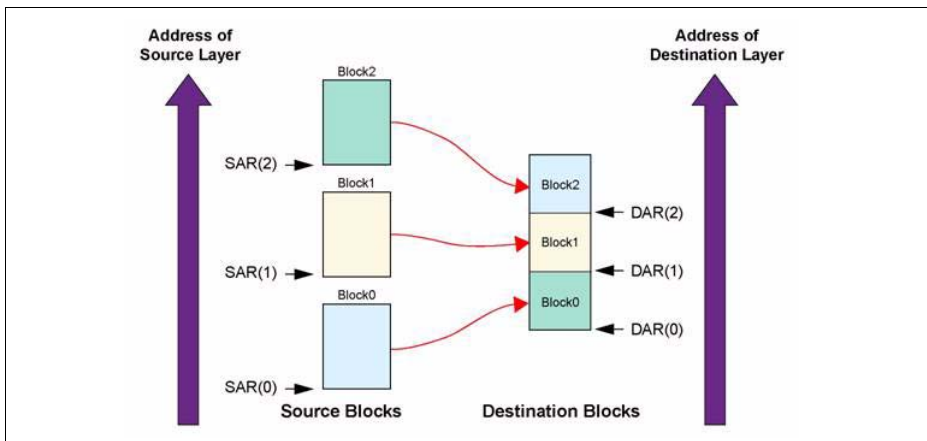 Address of
Source Layer
Address of
Destination Layer
Block2
SAR(2)
Block1
Block2
DAR(2)
SAR(1)
Block1
DAR(1)
Block0
Block0
DAR(0)
SAR(0)
Source Blocks
Destination Blocks